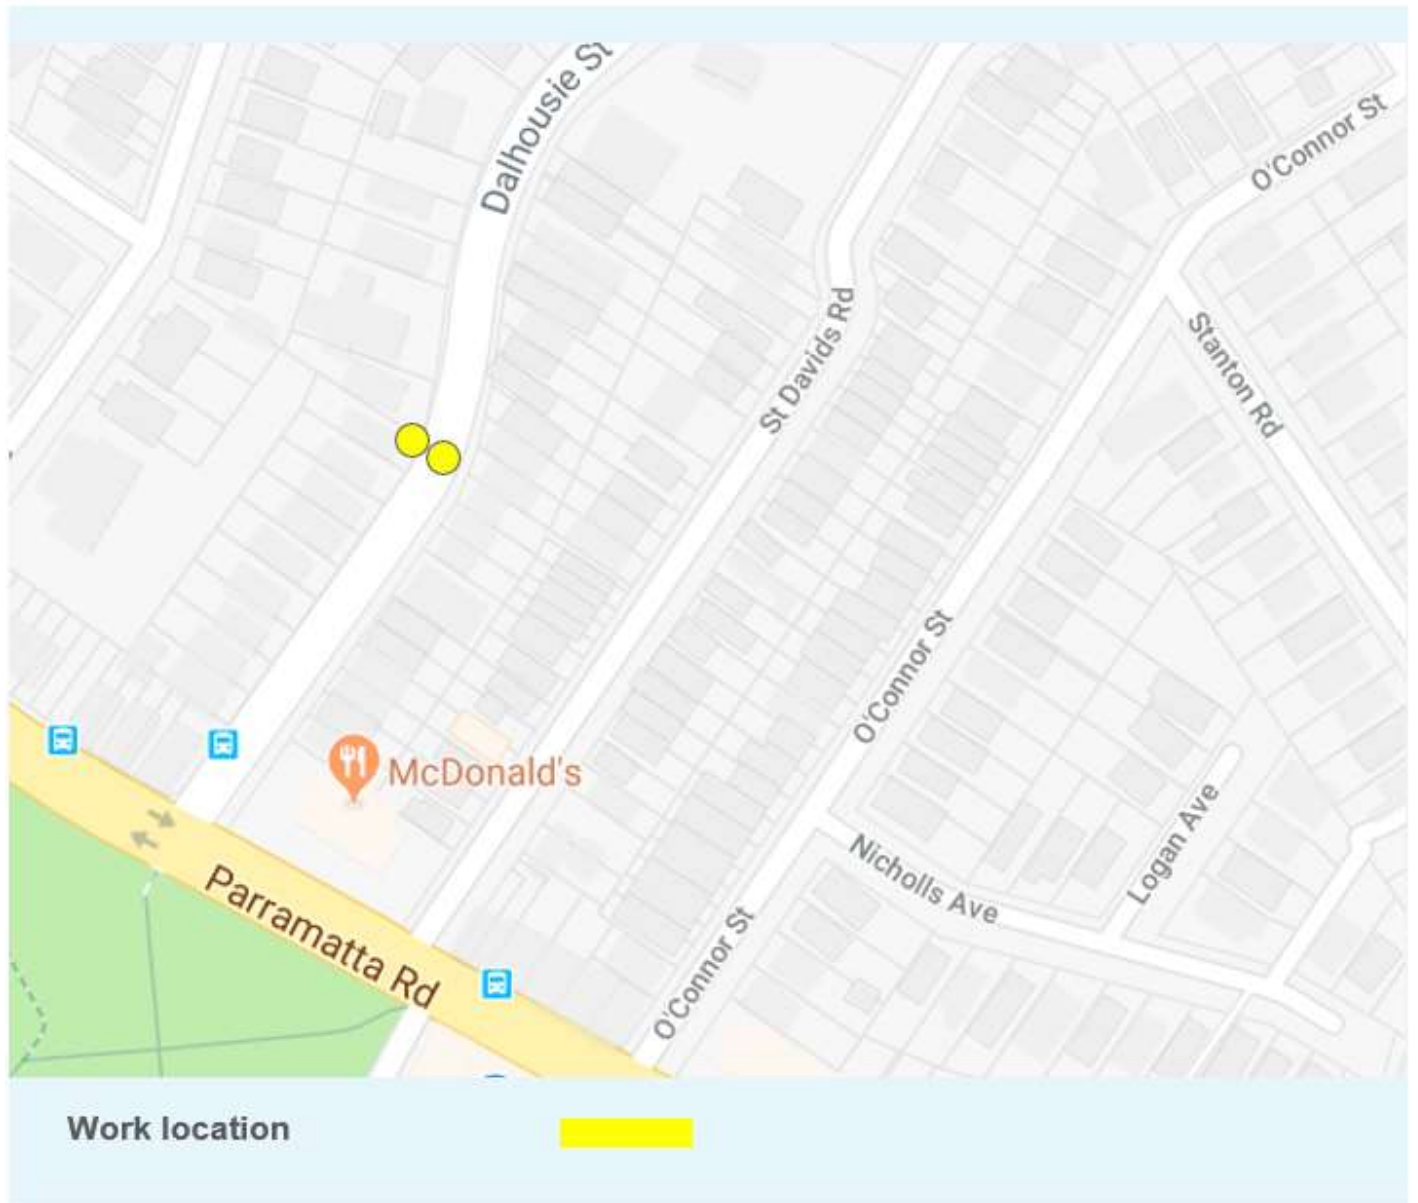 Dalhousie St
O'Connor St
St Davids Rd
Stanton Rd
O'Connor St
McDonald's
Logan Ave
Nicholls Ave
Parramatta Rd
O'Connor St
Work location